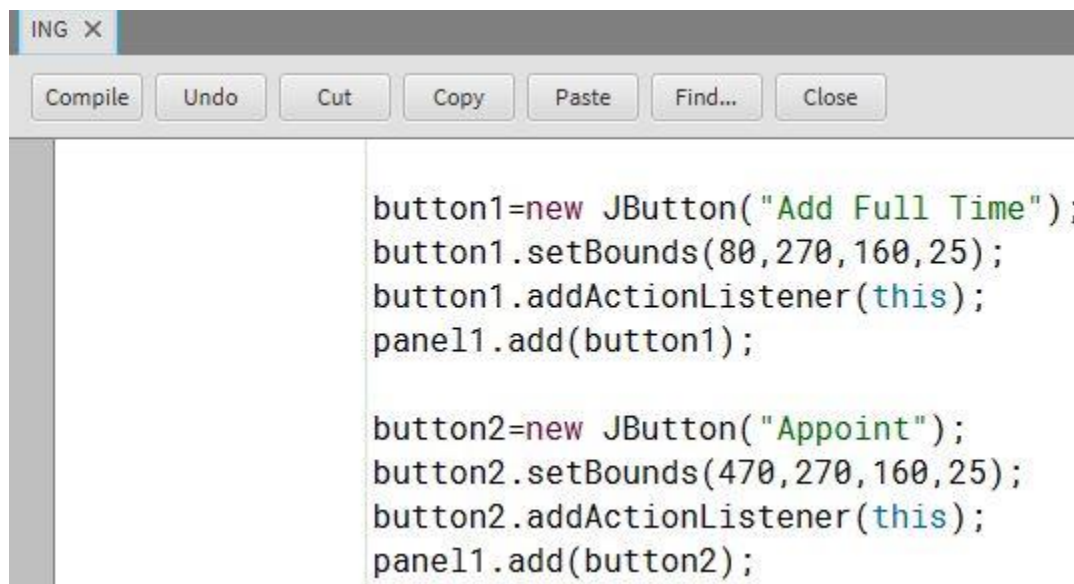 ING X
Compile Undo Cut Copy Paste Find... Close
button1=new JButton("Add Full Time");
button1.setBounds(80,270,160,25);
button1.addActionListener(this);
panel1.add(button1);
button2=new JButton("Appoint");
button2.setBounds(470,270,160,25);
button2.addActionListener(this);
panel1.add(button2);